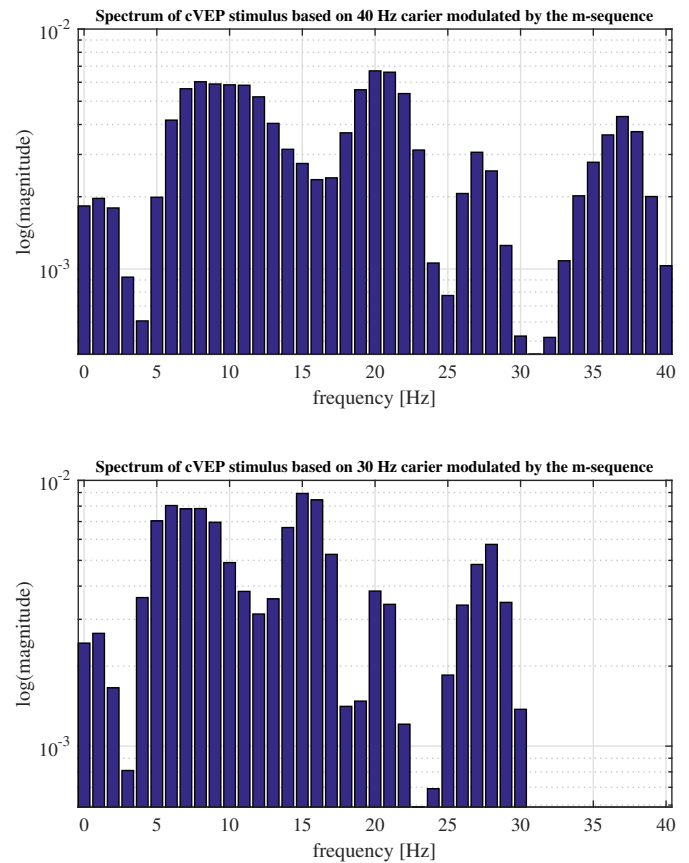 Spectrum of cVEP stimulus based on 40 Hz carier modulated by the m-sequence
10^-2
10^-3
log(magnitude)
0 5 10 15 20 25 30 35 40
frequency [Hz]
Spectrum of cVEP stimulus based on 30 Hz carier modulated by the m-sequence
10^-2
10^-3
log(magnitude)
0 5 10 15 20 25 30 35 40
frequency [Hz]